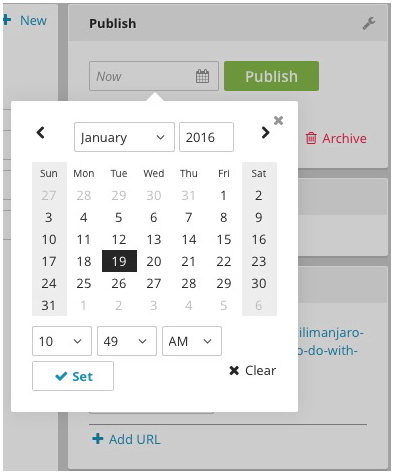 New
Publish
Now
Publish
January
2016
Archive
Sun Mon Tue Wed Thu Fri Sat
27 28 29 30 31 1 2
3 4 5 6 7 8 9
10 11 12 13 14 15 16
17 18 19 20 21 22 23
24 25 26 27 28 29 30
31 1 2 3 4 5 6
10 49 AM
ilimanjaro-
o-do-with-
Set
Clear
Add URL